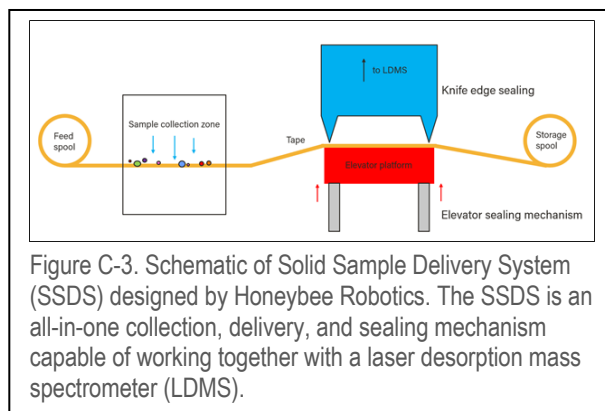 to LDMS
Knife edge sealing
Sample collection zone
Feed
spool
Tape
Storage
spool
Elevator platform
Elevator sealing mechanism
Figure C-3. Schematic of Solid Sample Delivery System
(SSDS) designed by Honeybee Robotics. The SSDS is an
all-in-one collection, delivery, and sealing mechanism
capable of working together with a laser desorption mass
spectrometer (LDMS).